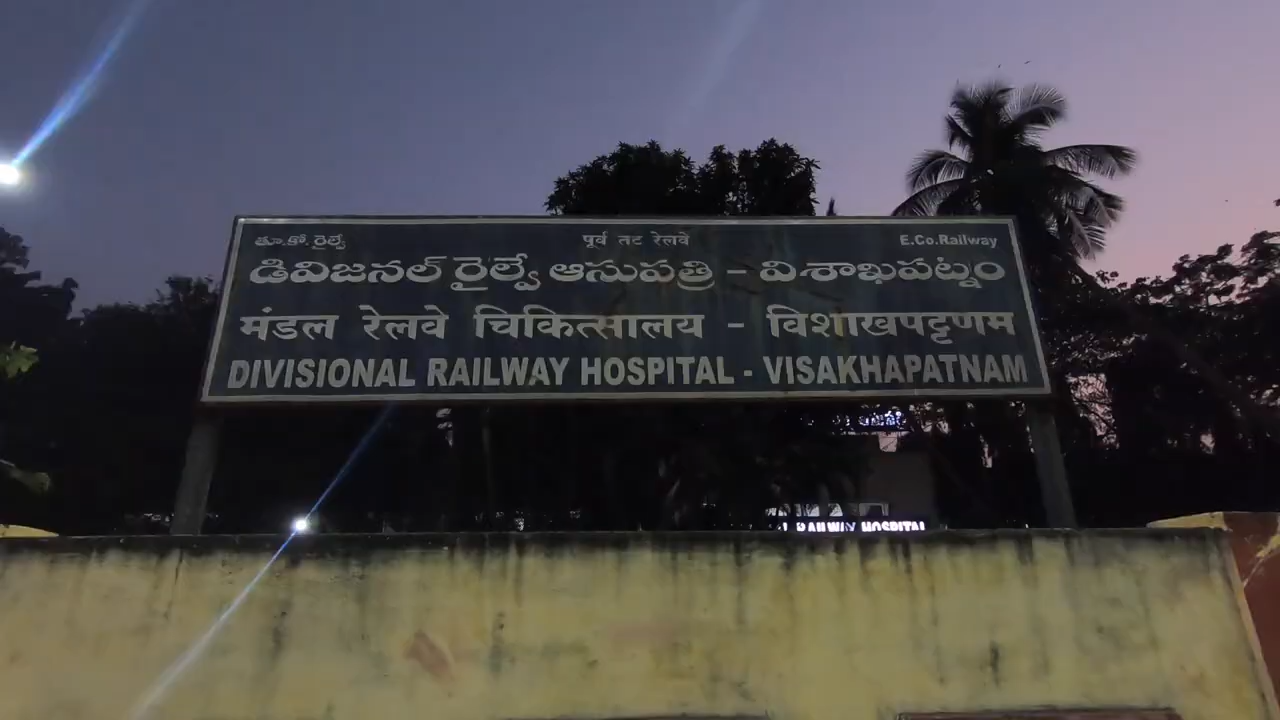 తూ.కో. రైల్వే पूर्व तट रेलवे E.Co.Railway
డివిజనల్ రైల్వే ఆసుపత్రి – విశాఖపట్నం
मंडल रेलवे चिकित्सालय – विशाखपट्टणम
DIVISIONAL RAILWAY HOSPITAL - VISAKHAPATNAM
RAILWAY HOSPITAL